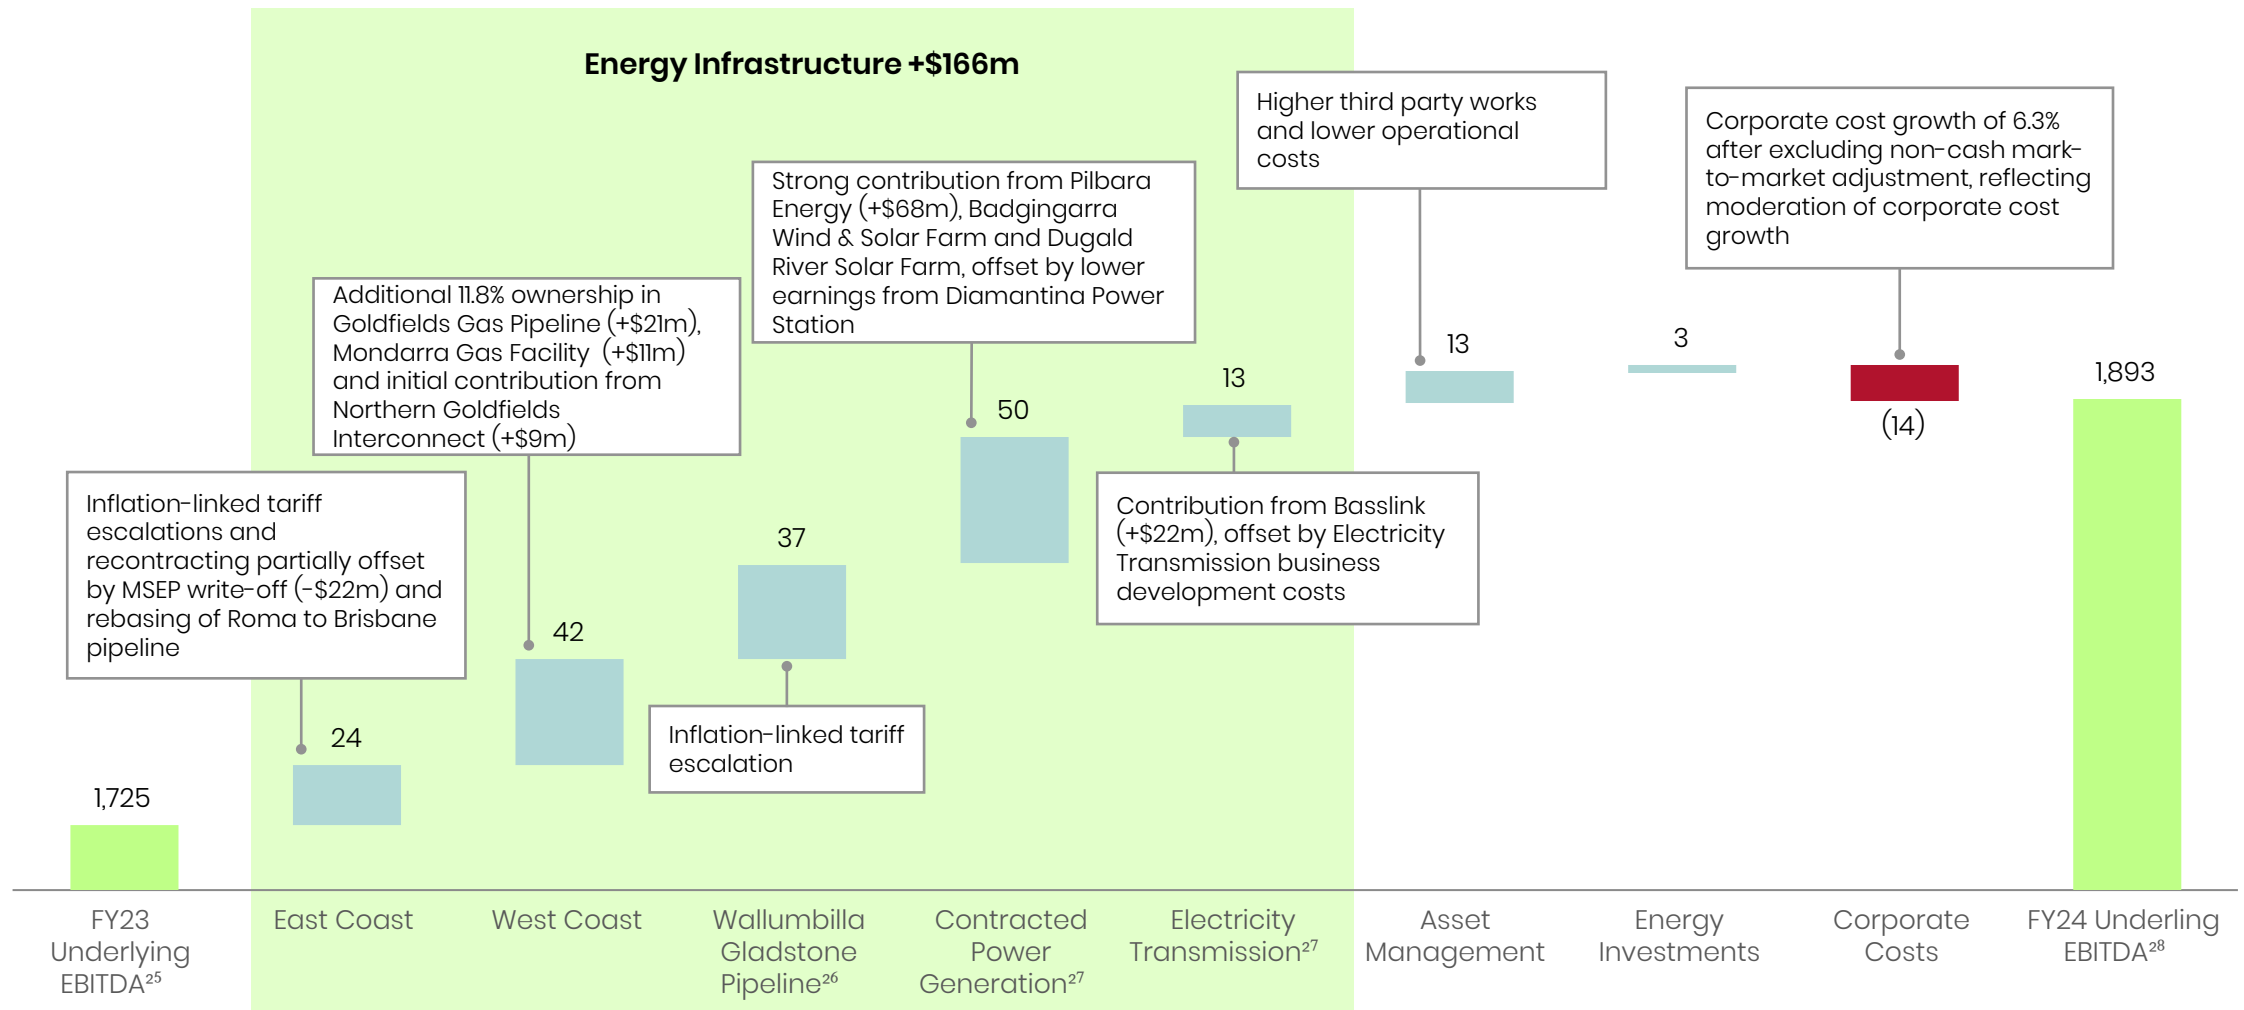 Energy Infrastructure +$166m
Higher third party works
and lower operational
costs
Corporate cost growth of 6.3%
after excluding non-cash mark-
to-market adjustment, reflecting
moderation of corporate cost
growth
Strong contribution from Pilbara
Energy (+$68m), Badgingarra
Wind & Solar Farm and Dugald
River Solar Farm, offset by lower
earnings from Diamantina Power
Station
Additional 11.8% ownership in
Goldfields Gas Pipeline (+$21m),
Mondarra Gas Facility  (+$11m)
and initial contribution from
Northern Goldfields
Interconnect (+$9m)
Inflation-linked tariff
escalations and
recontracting partially offset
by MSEP write-off (-$22m) and
rebasing of Roma to Brisbane
pipeline
Contribution from Basslink
(+$22m), offset by Electricity
Transmission business
development costs
Inflation-linked tariff
escalation
1,725
24
42
37
50
13
13
3
(14)
1,893
FY23
Underlying
EBITDA²⁵
East Coast
West Coast
Wallumbilla
Gladstone
Pipeline²⁶
Contracted
Power
Generation²⁷
Electricity
Transmission²⁷
Asset
Management
Energy
Investments
Corporate
Costs
FY24 Underling
EBITDA²⁸